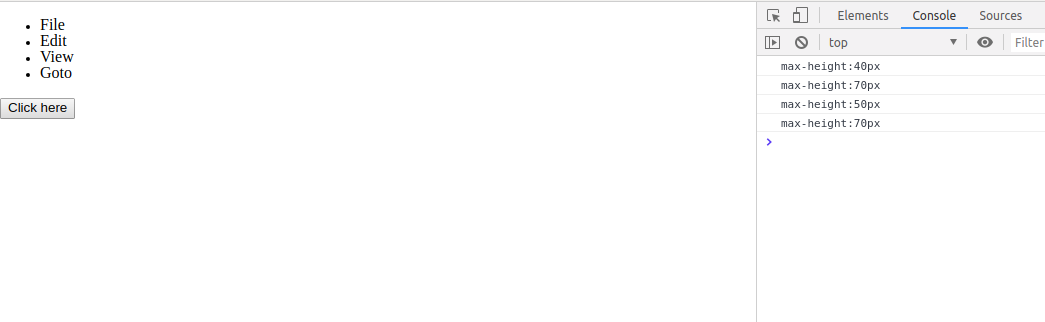 File
Edit
View
Goto
Click here
Elements Console Sources
top Filter
max-height:40px
max-height:70px
max-height:50px
max-height:70px